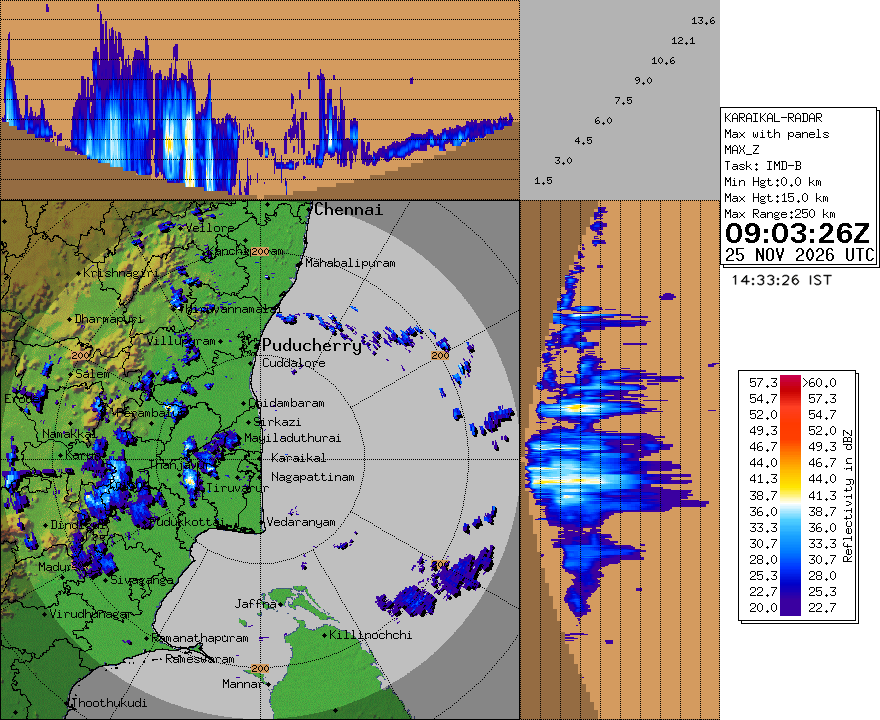 13.6
12.1
10.6
9.0
7.5
6.0
4.5
3.0
1.5
KARAIKAL-RADAR
Max with panels
MAX_Z
Task: IMD-B
Min Hgt:0.0 km
Max Hgt:15.0 km
Max Range:250 km
09:03:26Z
25 NOV 2026 UTC
14:33:26 IST
Chennai
Vellore
200
Mahabalipuram
Krishnagiri
Dharmapuri
Villupuram
Puducherry
200
200
Cuddalore
Salem
Chidambaram
Perambal
Sirkazi
Namakkal
Mayiladuthurai
Karaikal
Nagapattinam
Tiruvarur
Pudukkottai
Vedaranyam
Sivaganga
Jaffna
Virudhunagar
Ramanathapuram
Killinochchi
Rameswaram
200
Mannar
Thoothukudi
57.3 >60.0
54.7 57.3
52.0 54.7
49.3 52.0
46.7 49.3
44.0 46.7
41.3 44.0
38.7 41.3
36.0 38.7
33.3 36.0
30.7 33.3
28.0 30.7
25.3 28.0
22.7 25.3
20.0 22.7
Reflectivity in dBZ